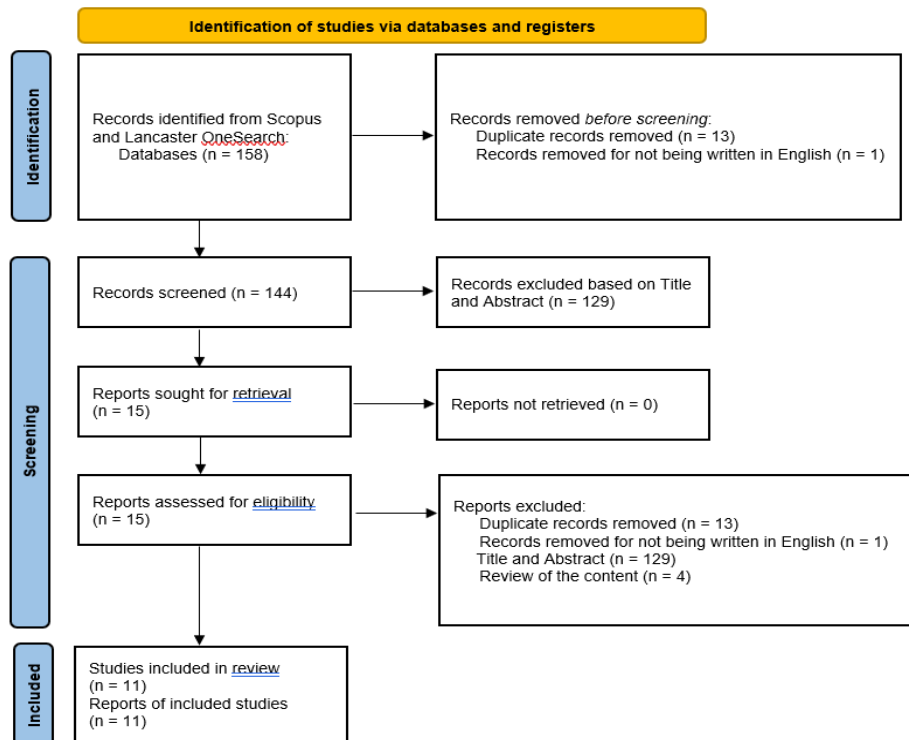 Identification of studies via databases and registers
Identification
Records identified from Scopus
and Lancaster OneSearch:
Databases (n = 158)
Records removed before screening:
Duplicate records removed (n = 13)
Records removed for not being written in English (n = 1)
Screening
Records screened (n = 144)
Records excluded based on Title
and Abstract (n = 129)
Reports sought for retrieval
(n = 15)
Reports not retrieved (n = 0)
Reports assessed for eligibility
(n = 15)
Reports excluded:
Duplicate records removed (n = 13)
Records removed for not being written in English (n = 1)
Title and Abstract (n = 129)
Review of the content (n = 4)
Included
Studies included in review
(n = 11)
Reports of included studies
(n = 11)